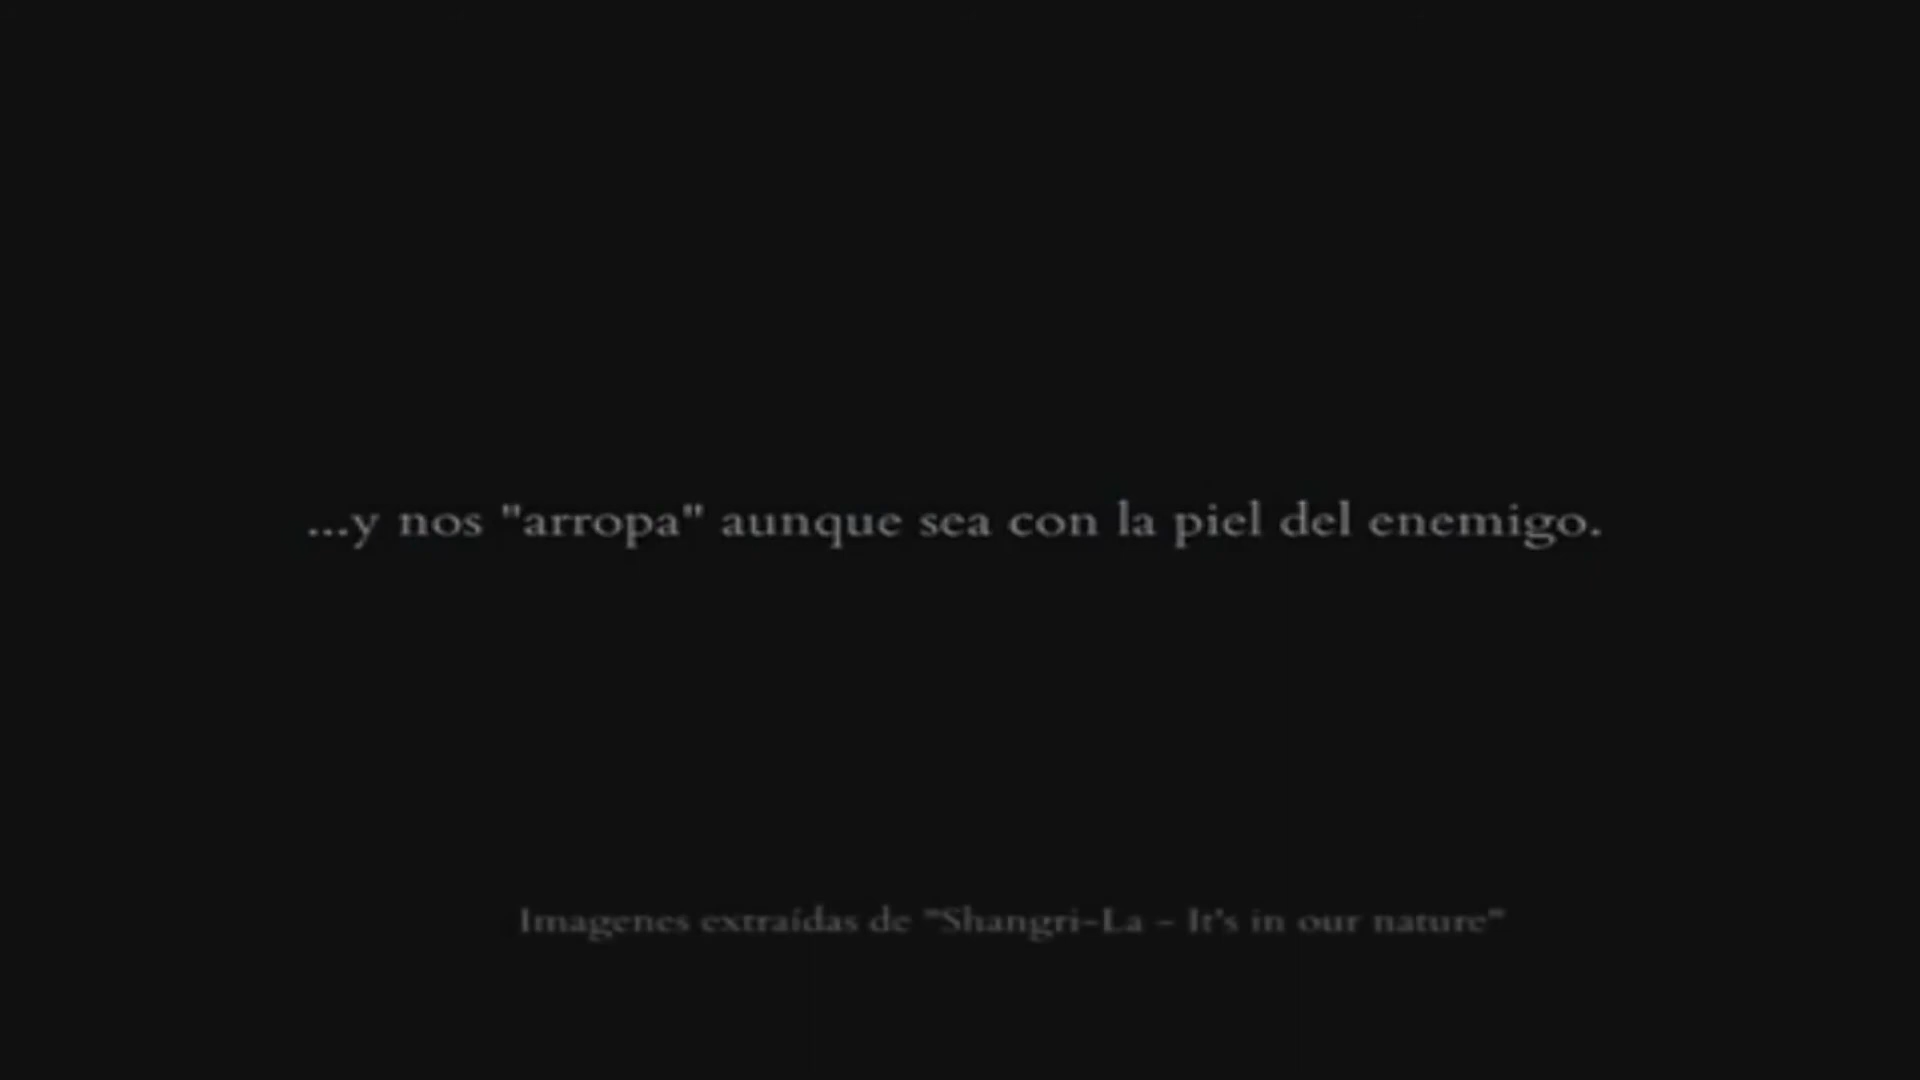 ...y nos "arropa" aunque sea con la piel del enemigo.
Imagenes extraídas de "Shangri-La - It's in our nature"